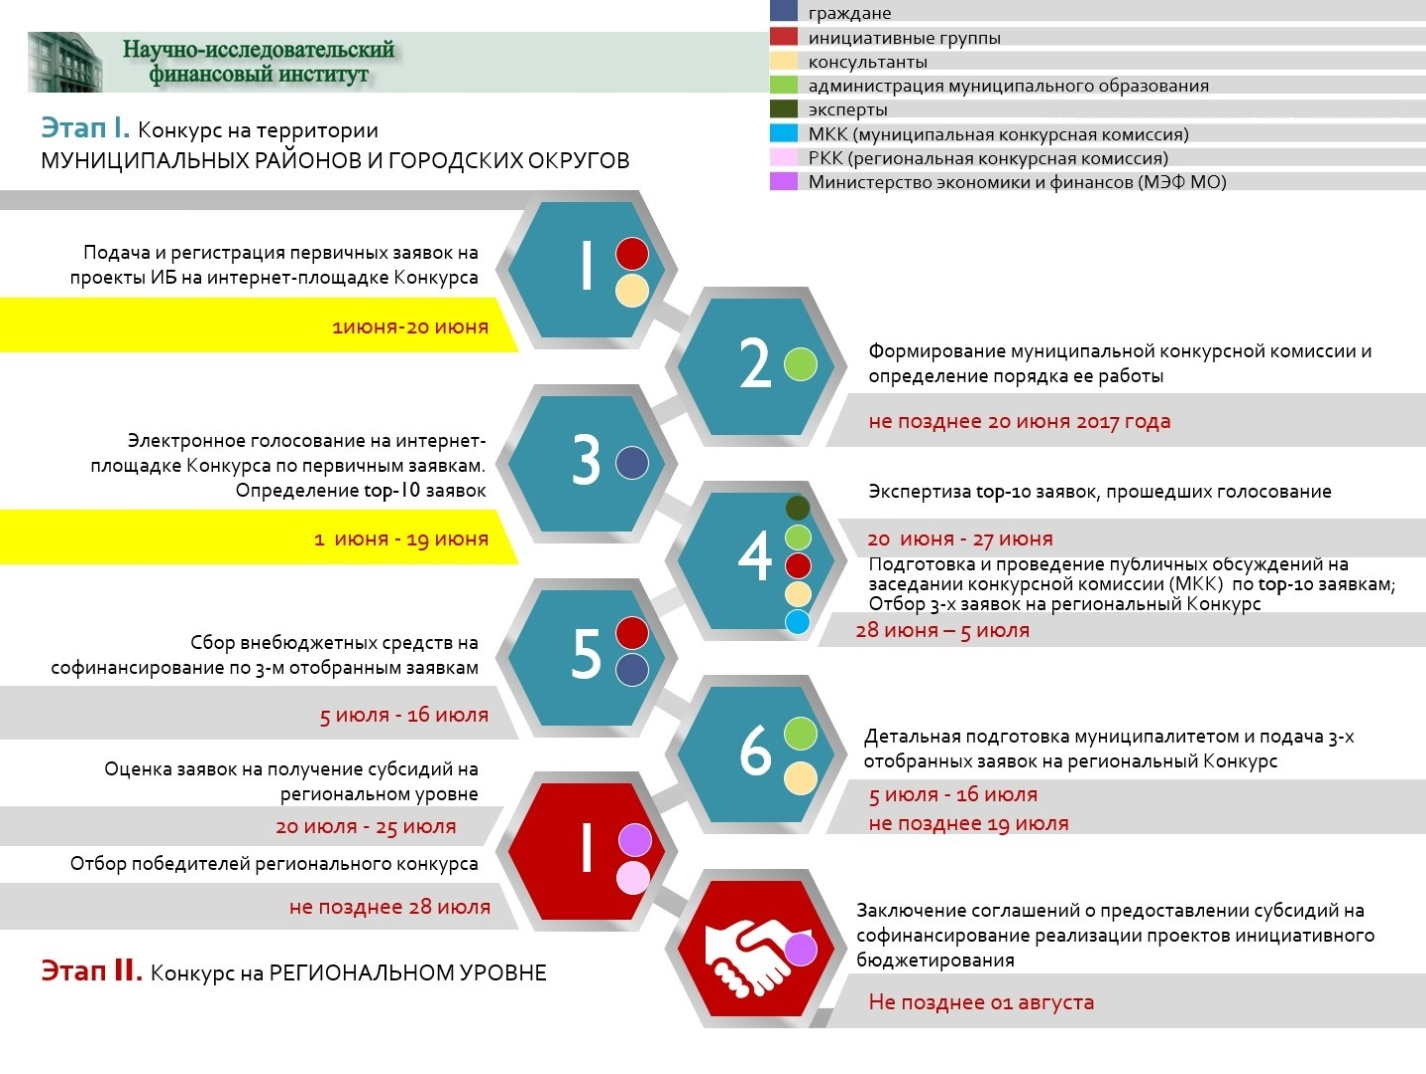 Научно-исследовательский
финансовый институт
граждане
инициативные группы
консультанты
администрация муниципального образования
эксперты
МКК (муниципальная конкурсная комиссия)
РКК (региональная конкурсная комиссия)
Министерство экономики и финансов (МЭФ МО)
Этап I. Конкурс на территории
МУНИЦИПАЛЬНЫХ РАЙОНОВ И ГОРОДСКИХ ОКРУГОВ
1
Подача и регистрация первичных заявок на
проекты ИБ на интернет-площадке Конкурса
1июня-20 июня
2
Формирование муниципальной конкурсной комиссии и
определение порядка ее работы
не позднее 20 июня 2017 года
3
Электронное голосование на интернет-
площадке Конкурса по первичным заявкам.
Определение top-10 заявок
1 июня - 19 июня
4
Экспертиза top-10 заявок, прошедших голосование
20 июня - 27 июня
Подготовка и проведение публичных обсуждений на
заседании конкурсной комиссии (МКК) по top-10 заявкам;
Отбор 3-х заявок на региональный Конкурс
28 июня – 5 июля
5
Сбор внебюджетных средств на
софинансирование по 3-м отобранным заявкам
5 июля - 16 июля
6
Детальная подготовка муниципалитетом и подача 3-х
отобранных заявок на региональный Конкурс
5 июля - 16 июля
не позднее 19 июля
1
Оценка заявок на получение субсидий на
региональном уровне
20 июля - 25 июля
Отбор победителей регионального конкурса
не позднее 28 июля
Заключение соглашений о предоставлении субсидий на
софинансирование реализации проектов инициативного
бюджетирования
Не позднее 01 августа
Этап II. Конкурс на РЕГИОНАЛЬНОМ УРОВНЕ